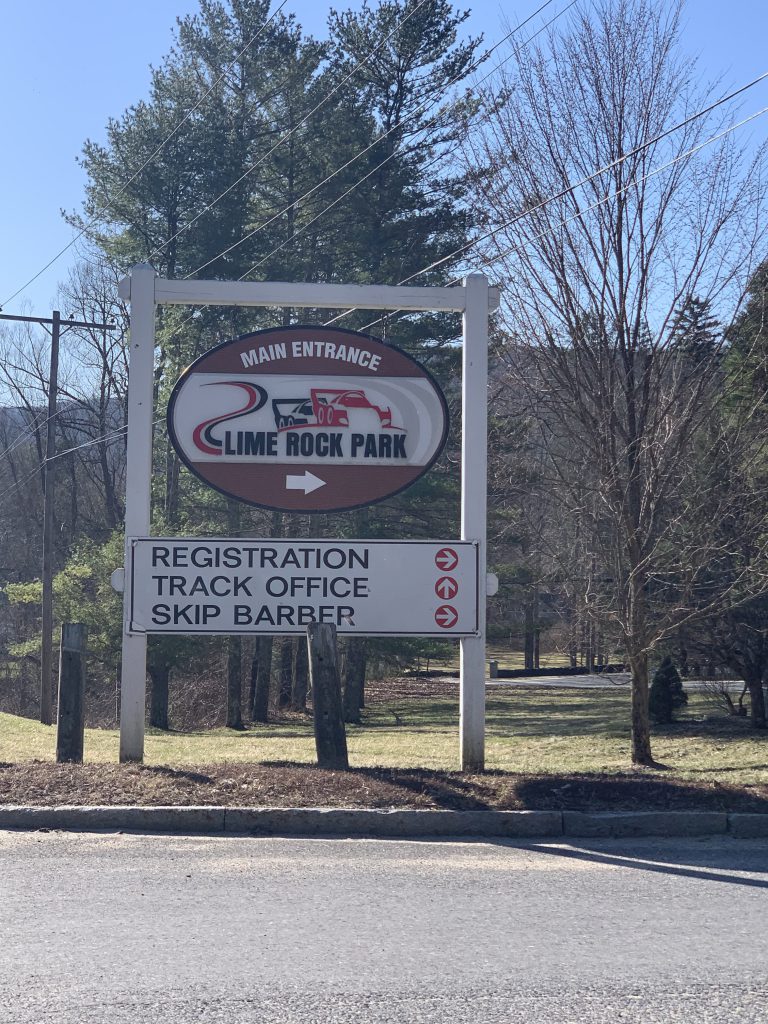 MAIN ENTRANCE
LIME ROCK PARK
REGISTRATION
TRACK OFFICE
SKIP BARBER